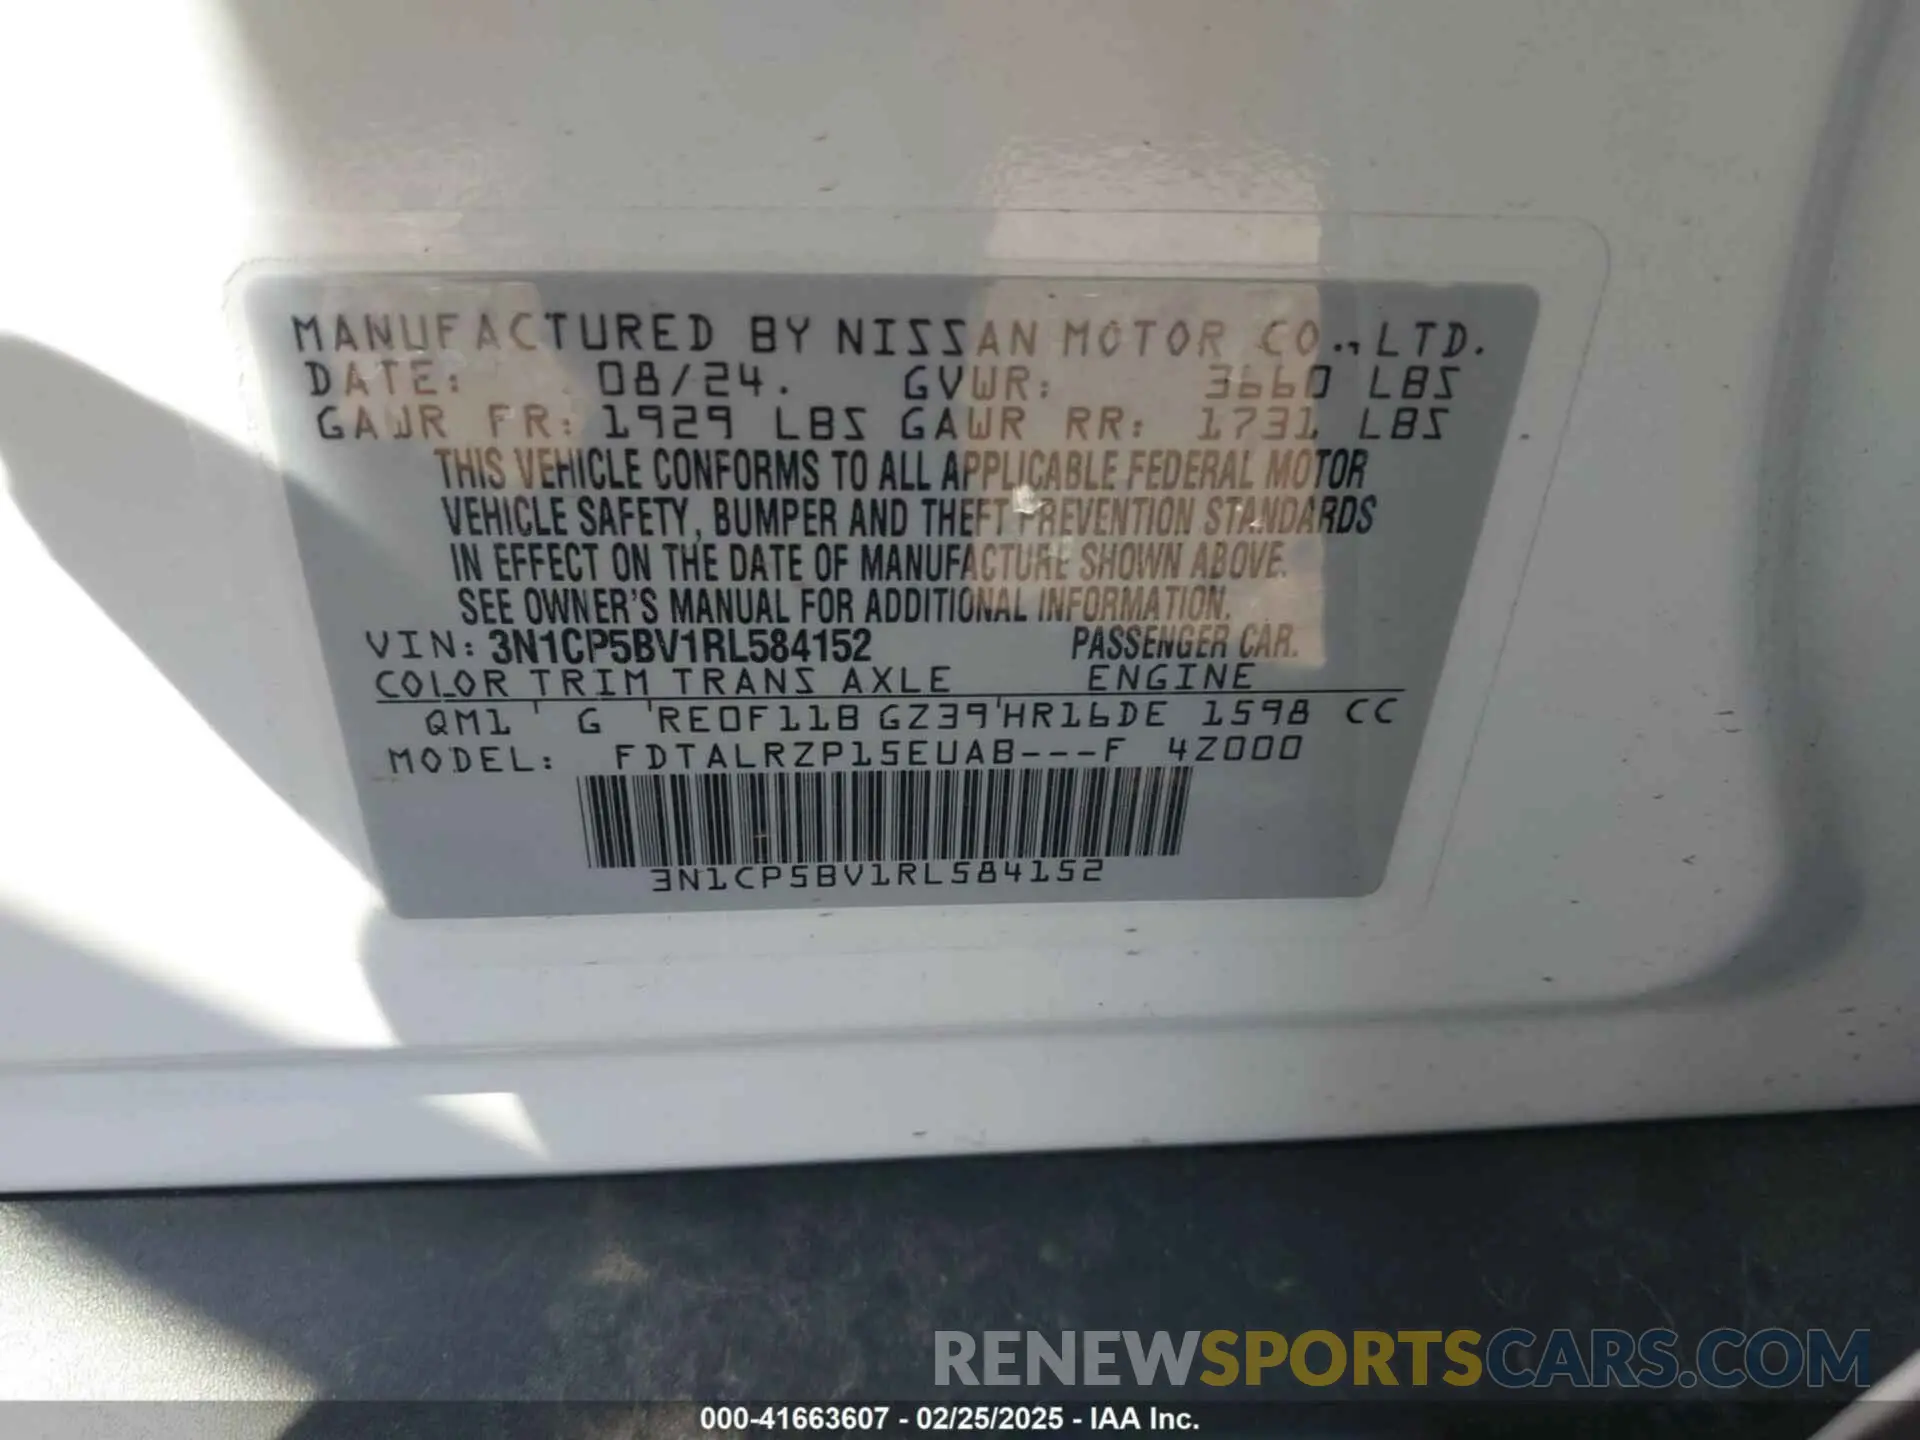 MANUFACTURED BY NISSAN MOTOR CO., LTD.
DATE: 08/24. GVWR: 3660 LBS
GAWR FR: 1929 LBS GAWR RR: 1731 LBS
THIS VEHICLE CONFORMS TO ALL APPLICABLE FEDERAL MOTOR
VEHICLE SAFETY, BUMPER AND THEFT PREVENTION STANDARDS
IN EFFECT ON THE DATE OF MANUFACTURE SHOWN ABOVE.
SEE OWNER'S MANUAL FOR ADDITIONAL INFORMATION.
VIN: 3N1CP5BV1RL584152 PASSENGER CAR.
COLOR TRIM TRANS AXLE ENGINE
QM1 ' G 'RE0F11B GZ39'HR16DE 1598 CC
MODEL: FDTALRZP15EUAB---F 4Z000
3N1CP5BV1RL584152
RENEWSPORTSCARS.COM
000-41663607 - 02/25/2025 - IAA Inc.